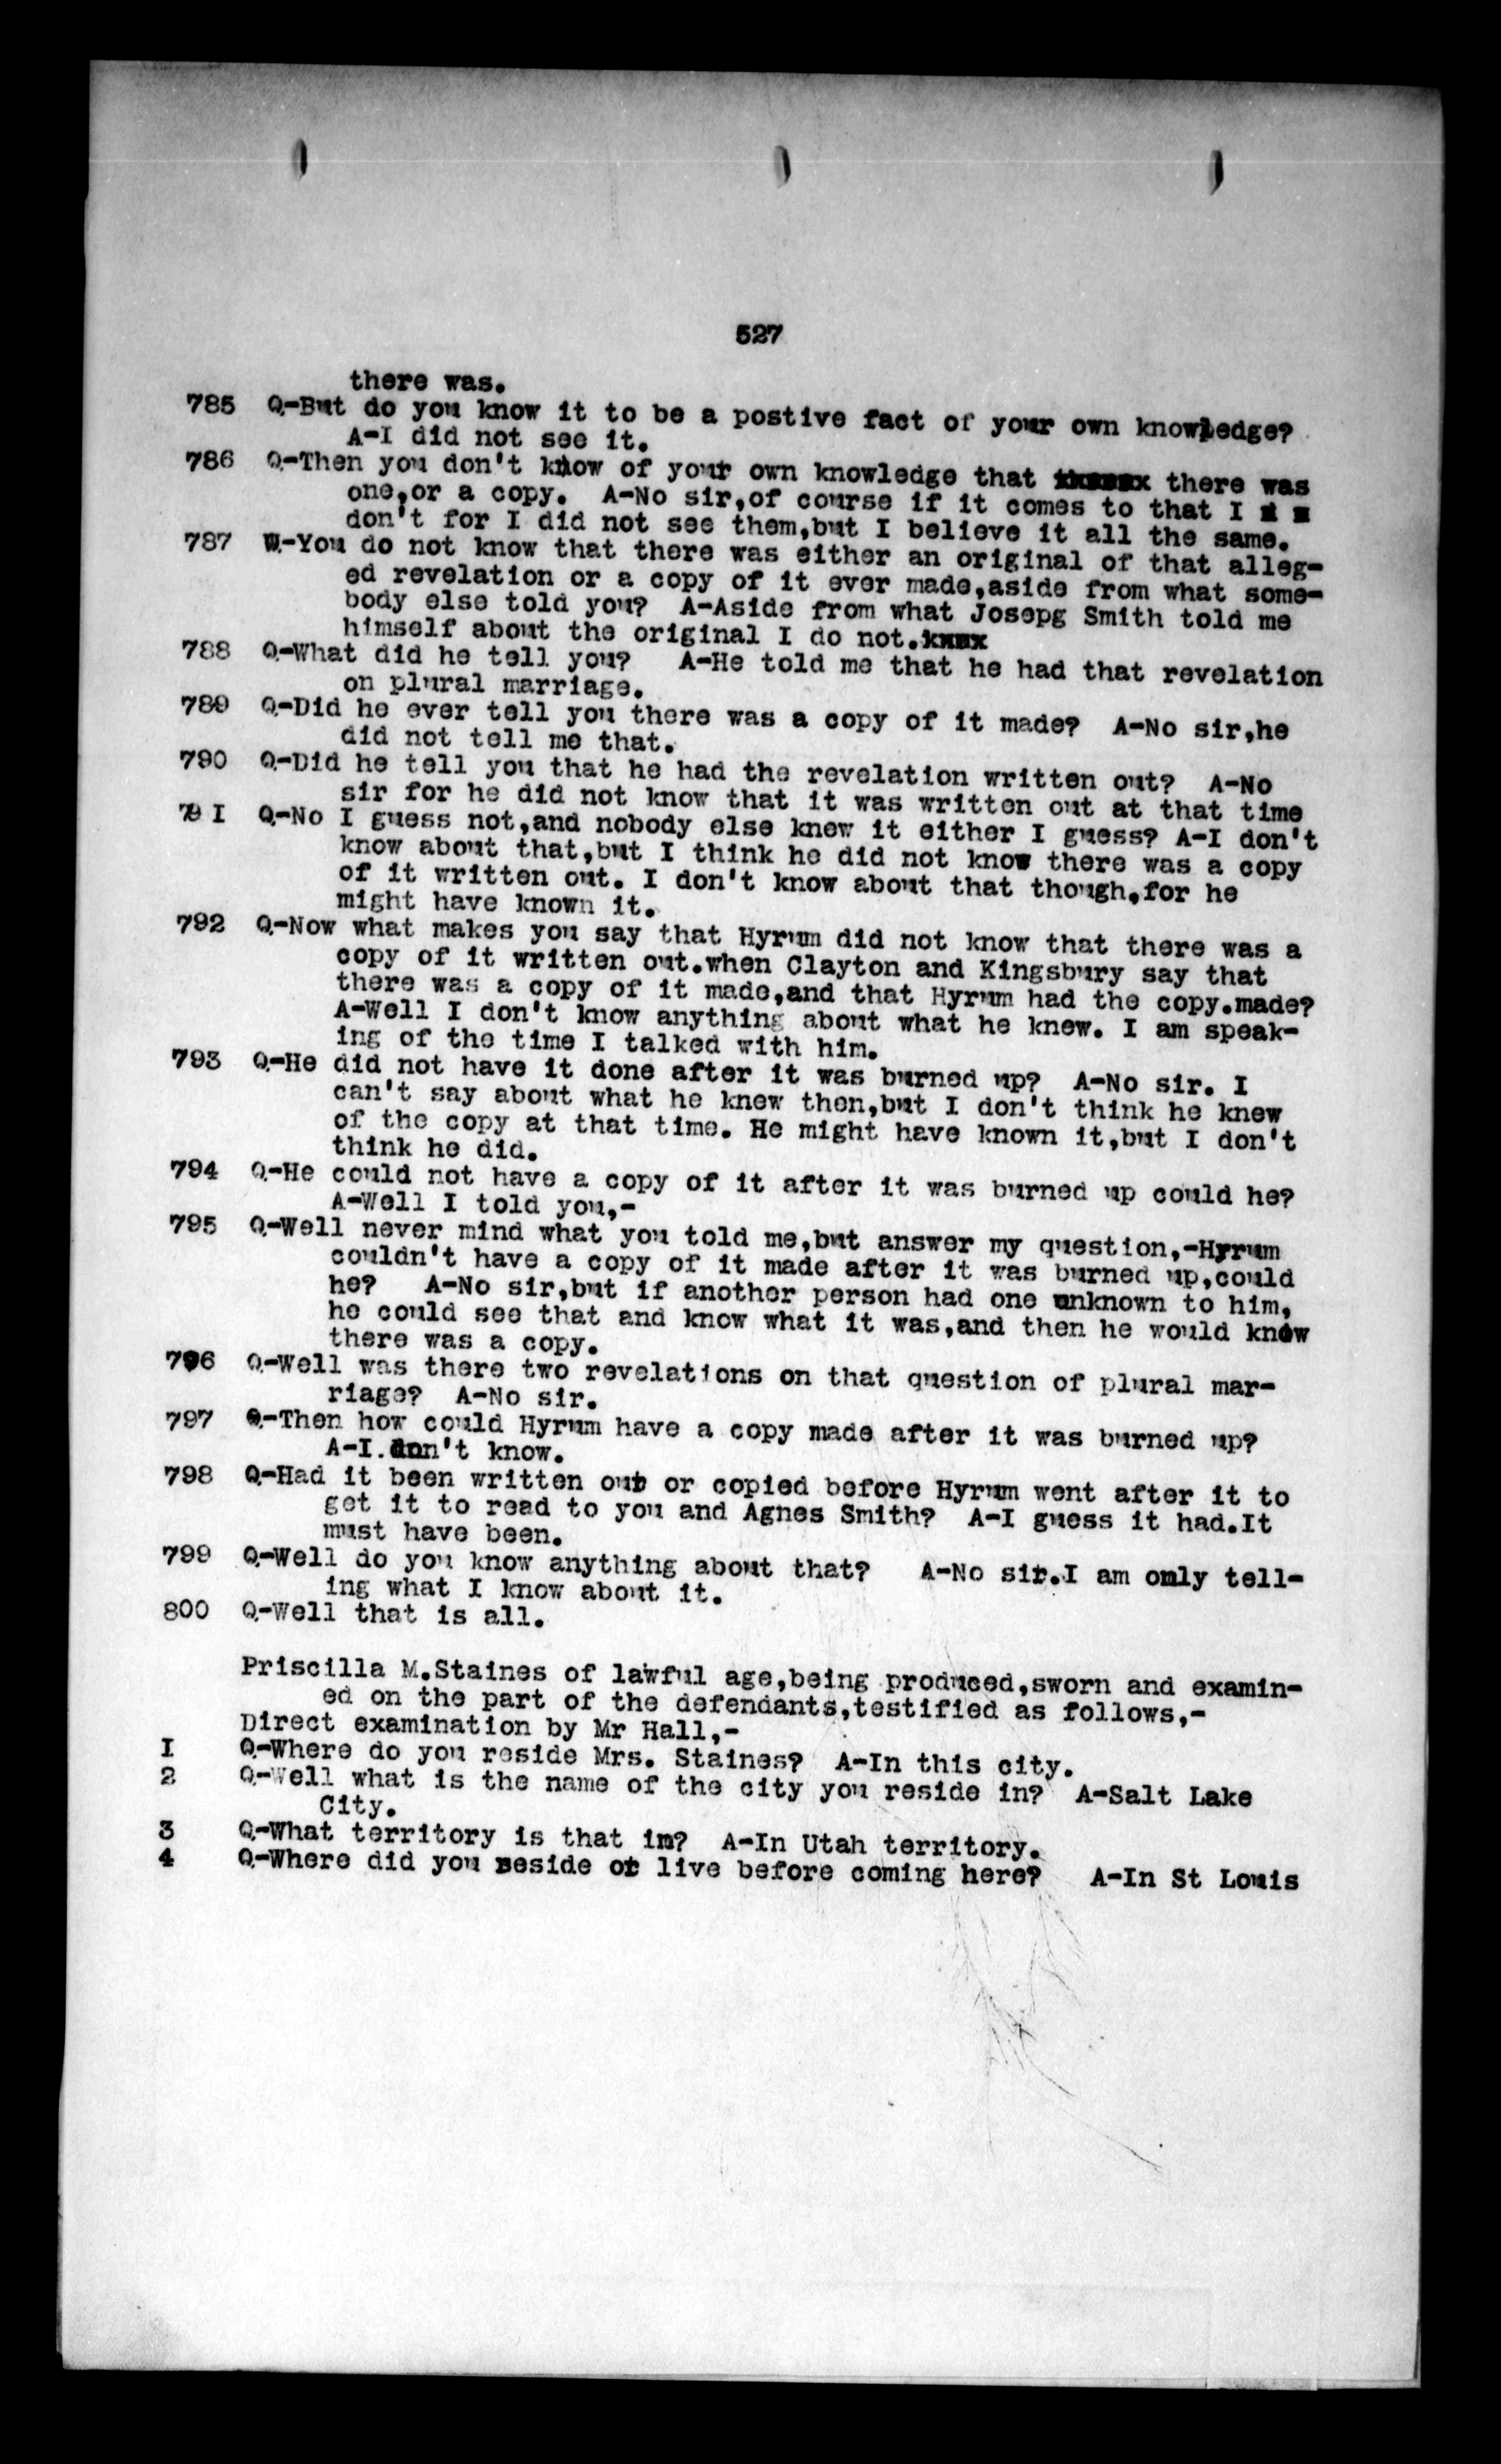 527
there was.
785 Q-But do you know it to be a postive fact of your own knowledge?
A-I did not see it.
786 Q-Then you don't know of your own knowledge that there was
one,or a copy. A-No sir,of course if it comes to that I
don't for I did not see them,but I believe it all the same.
787 W-You do not know that there was either an original of that alleg-
ed revelation or a copy of it ever made,aside from what some-
body else told you? A-Aside from what Josepg Smith told me
himself about the original I do not.
788 Q-What did he tell you? A-He told me that he had that revelation
on plural marriage.
789 Q-Did he ever tell you there was a copy of it made? A-No sir,he
did not tell me that.
790 Q-Did he tell you that he had the revelation written out? A-No
sir for he did not know that it was written out at that time
79I Q-No I guess not,and nobody else knew it either I guess? A-I don't
know about that,but I think he did not know there was a copy
of it written out. I don't know about that though,for he
might have known it.
792 Q-Now what makes you say that Hyrum did not know that there was a
copy of it written out.when Clayton and Kingsbury say that
there was a copy of it made,and that Hyrum had the copy.made?
A-Well I don't know anything about what he knew. I am speak-
ing of the time I talked with him.
793 Q-He did not have it done after it was burned up? A-No sir. I
can't say about what he knew then,but I don't think he knew
of the copy at that time. He might have known it,but I don't
think he did.
794 Q-He could not have a copy of it after it was burned up could he?
A-Well I told you,-
795 Q-Well never mind what you told me,but answer my question,-Hyrum
couldn't have a copy of it made after it was burned up,could
he? A-No sir,but if another person had one unknown to him,
he could see that and know what it was,and then he would know
there was a copy.
796 Q-Well was there two revelations on that question of plural mar-
riage? A-No sir.
797 Q-Then how could Hyrum have a copy made after it was burned up?
A-I.don't know.
798 Q-Had it been written out or copied before Hyrum went after it to
get it to read to you and Agnes Smith? A-I guess it had.It
must have been.
799 Q-Well do you know anything about that? A-No sir.I am only tell-
ing what I know about it.
800 Q-Well that is all.
Priscilla M.Staines of lawful age,being produced,sworn and examin-
ed on the part of the defendants,testified as follows,-
Direct examination by Mr Hall,-
I Q-Where do you reside Mrs. Staines? A-In this city.
2 Q-Well what is the name of the city you reside in? A-Salt Lake
City.
3 Q-What territory is that in? A-In Utah territory.
4 Q-Where did you reside or live before coming here? A-In St Louis